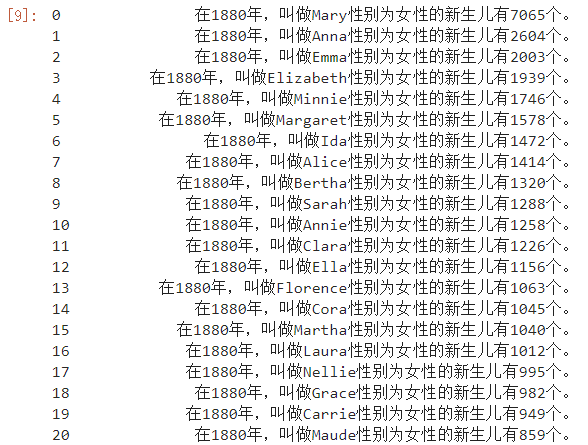 [9]: 0 在1880年，叫做Mary性别为女性的新生儿有7065个。
1 在1880年，叫做Anna性别为女性的新生儿有2604个。
2 在1880年，叫做Emma性别为女性的新生儿有2003个。
3 在1880年，叫做Elizabeth性别为女性的新生儿有1939个。
4 在1880年，叫做Minnie性别为女性的新生儿有1746个。
5 在1880年，叫做Margaret性别为女性的新生儿有1578个。
6 在1880年，叫做Ida性别为女性的新生儿有1472个。
7 在1880年，叫做Alice性别为女性的新生儿有1414个。
8 在1880年，叫做Bertha性别为女性的新生儿有1320个。
9 在1880年，叫做Sarah性别为女性的新生儿有1288个。
10 在1880年，叫做Annie性别为女性的新生儿有1258个。
11 在1880年，叫做Clara性别为女性的新生儿有1226个。
12 在1880年，叫做Ella性别为女性的新生儿有1156个。
13 在1880年，叫做Florence性别为女性的新生儿有1063个。
14 在1880年，叫做Cora性别为女性的新生儿有1045个。
15 在1880年，叫做Martha性别为女性的新生儿有1040个。
16 在1880年，叫做Laura性别为女性的新生儿有1012个。
17 在1880年，叫做Nellie性别为女性的新生儿有995个。
18 在1880年，叫做Grace性别为女性的新生儿有982个。
19 在1880年，叫做Carrie性别为女性的新生儿有949个。
20 在1880年，叫做Maude性别为女性的新生儿有859个。